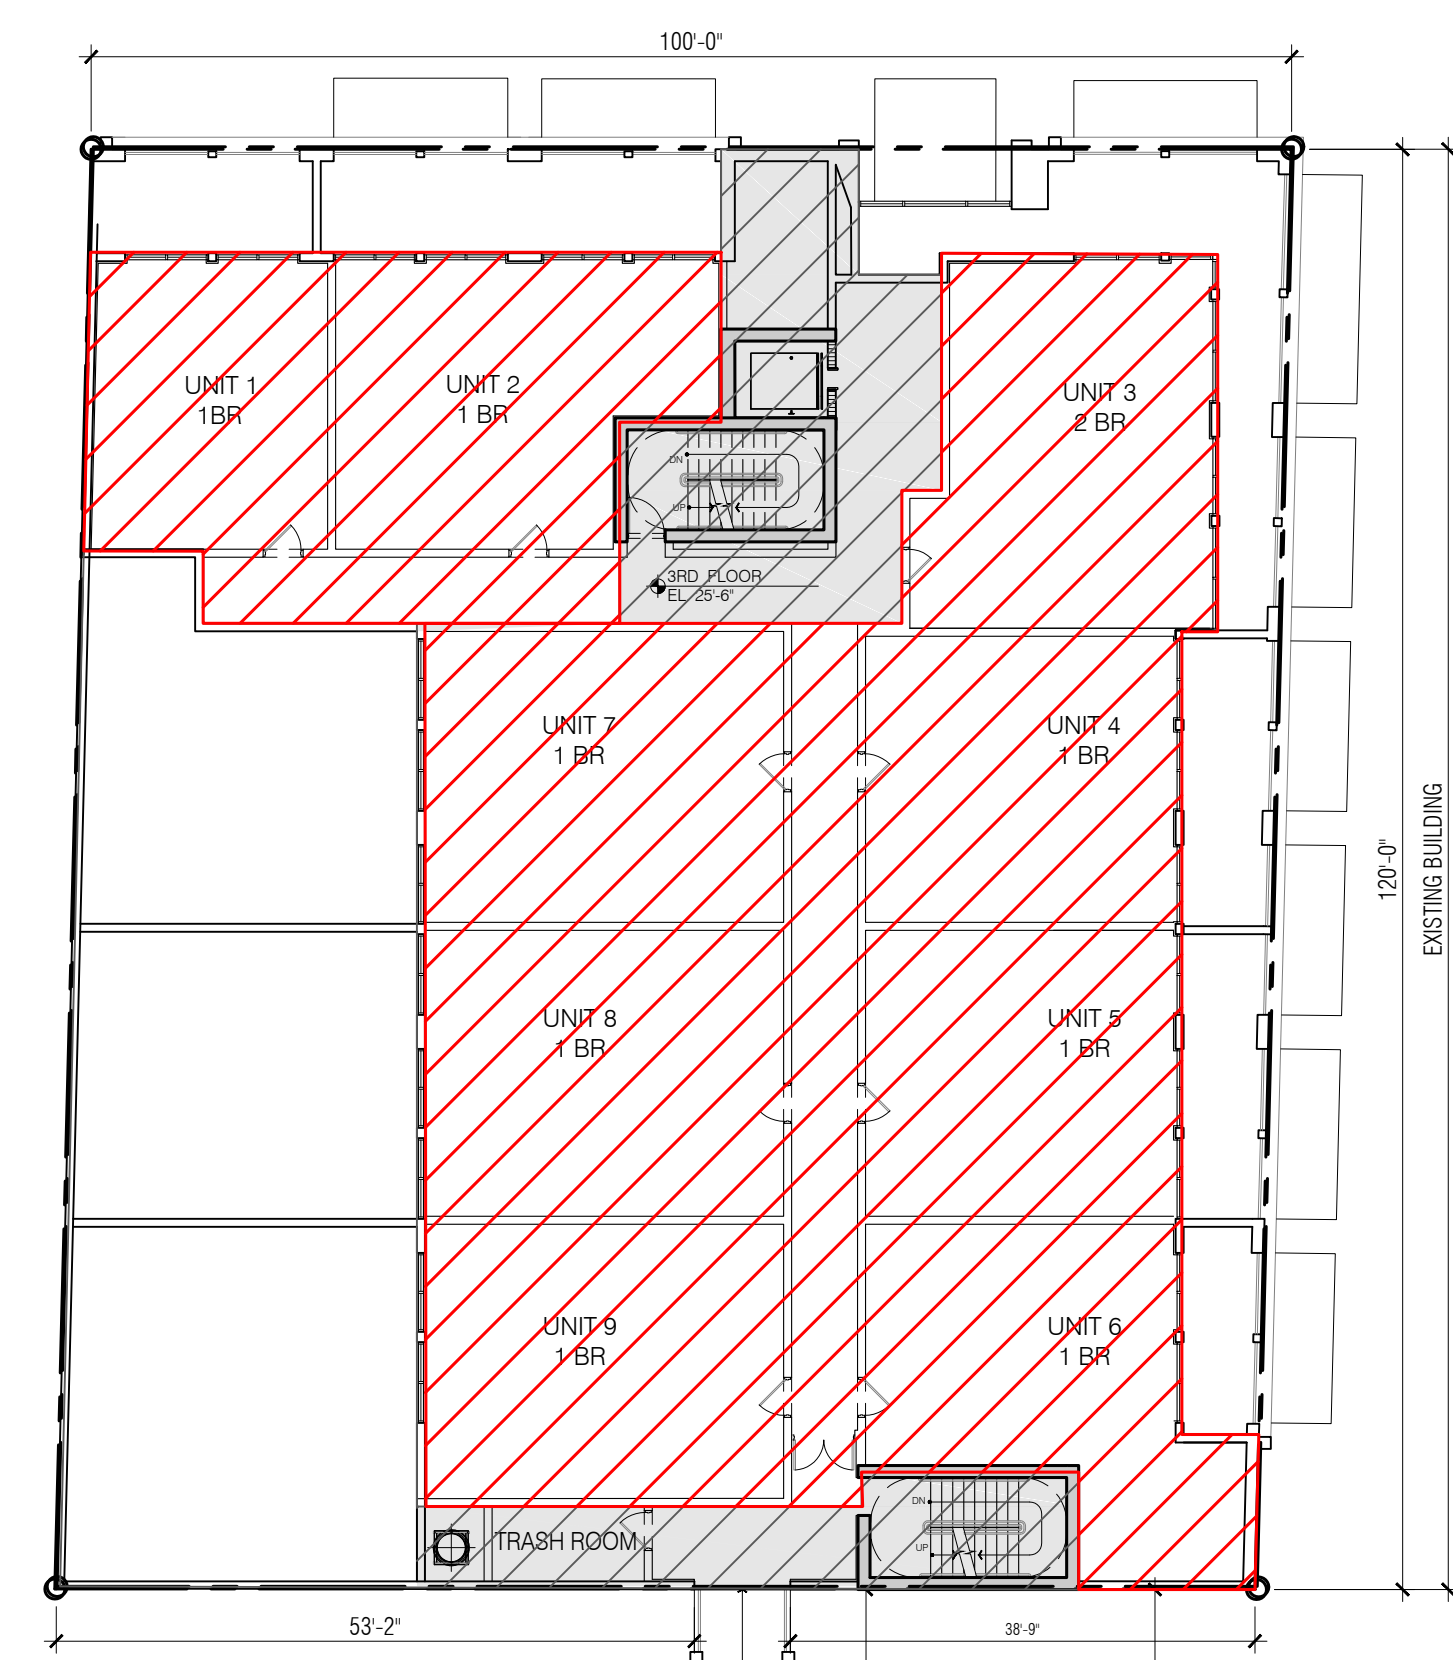 100'-0"
UNIT 1
1BR
UNIT 2
1 BR
UNIT 3
2 BR
DN
UP
3RD FLOOR
EL 25'-6"
UNIT 7
1 BR
UNIT 4
1 BR
120'-0"
EXISTING BUILDING
UNIT 8
1 BR
UNIT 5
1 BR
UNIT 9
1 BR
UNIT 6
1 BR
DN
UP
TRASH ROOM
53'-2"
38'-9"